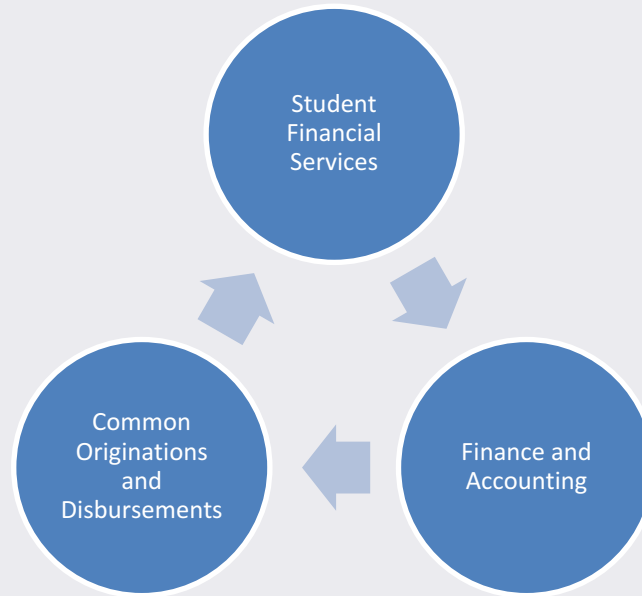 Student
Financial
Services
Common
Originations
and
Disbursements
Finance and
Accounting